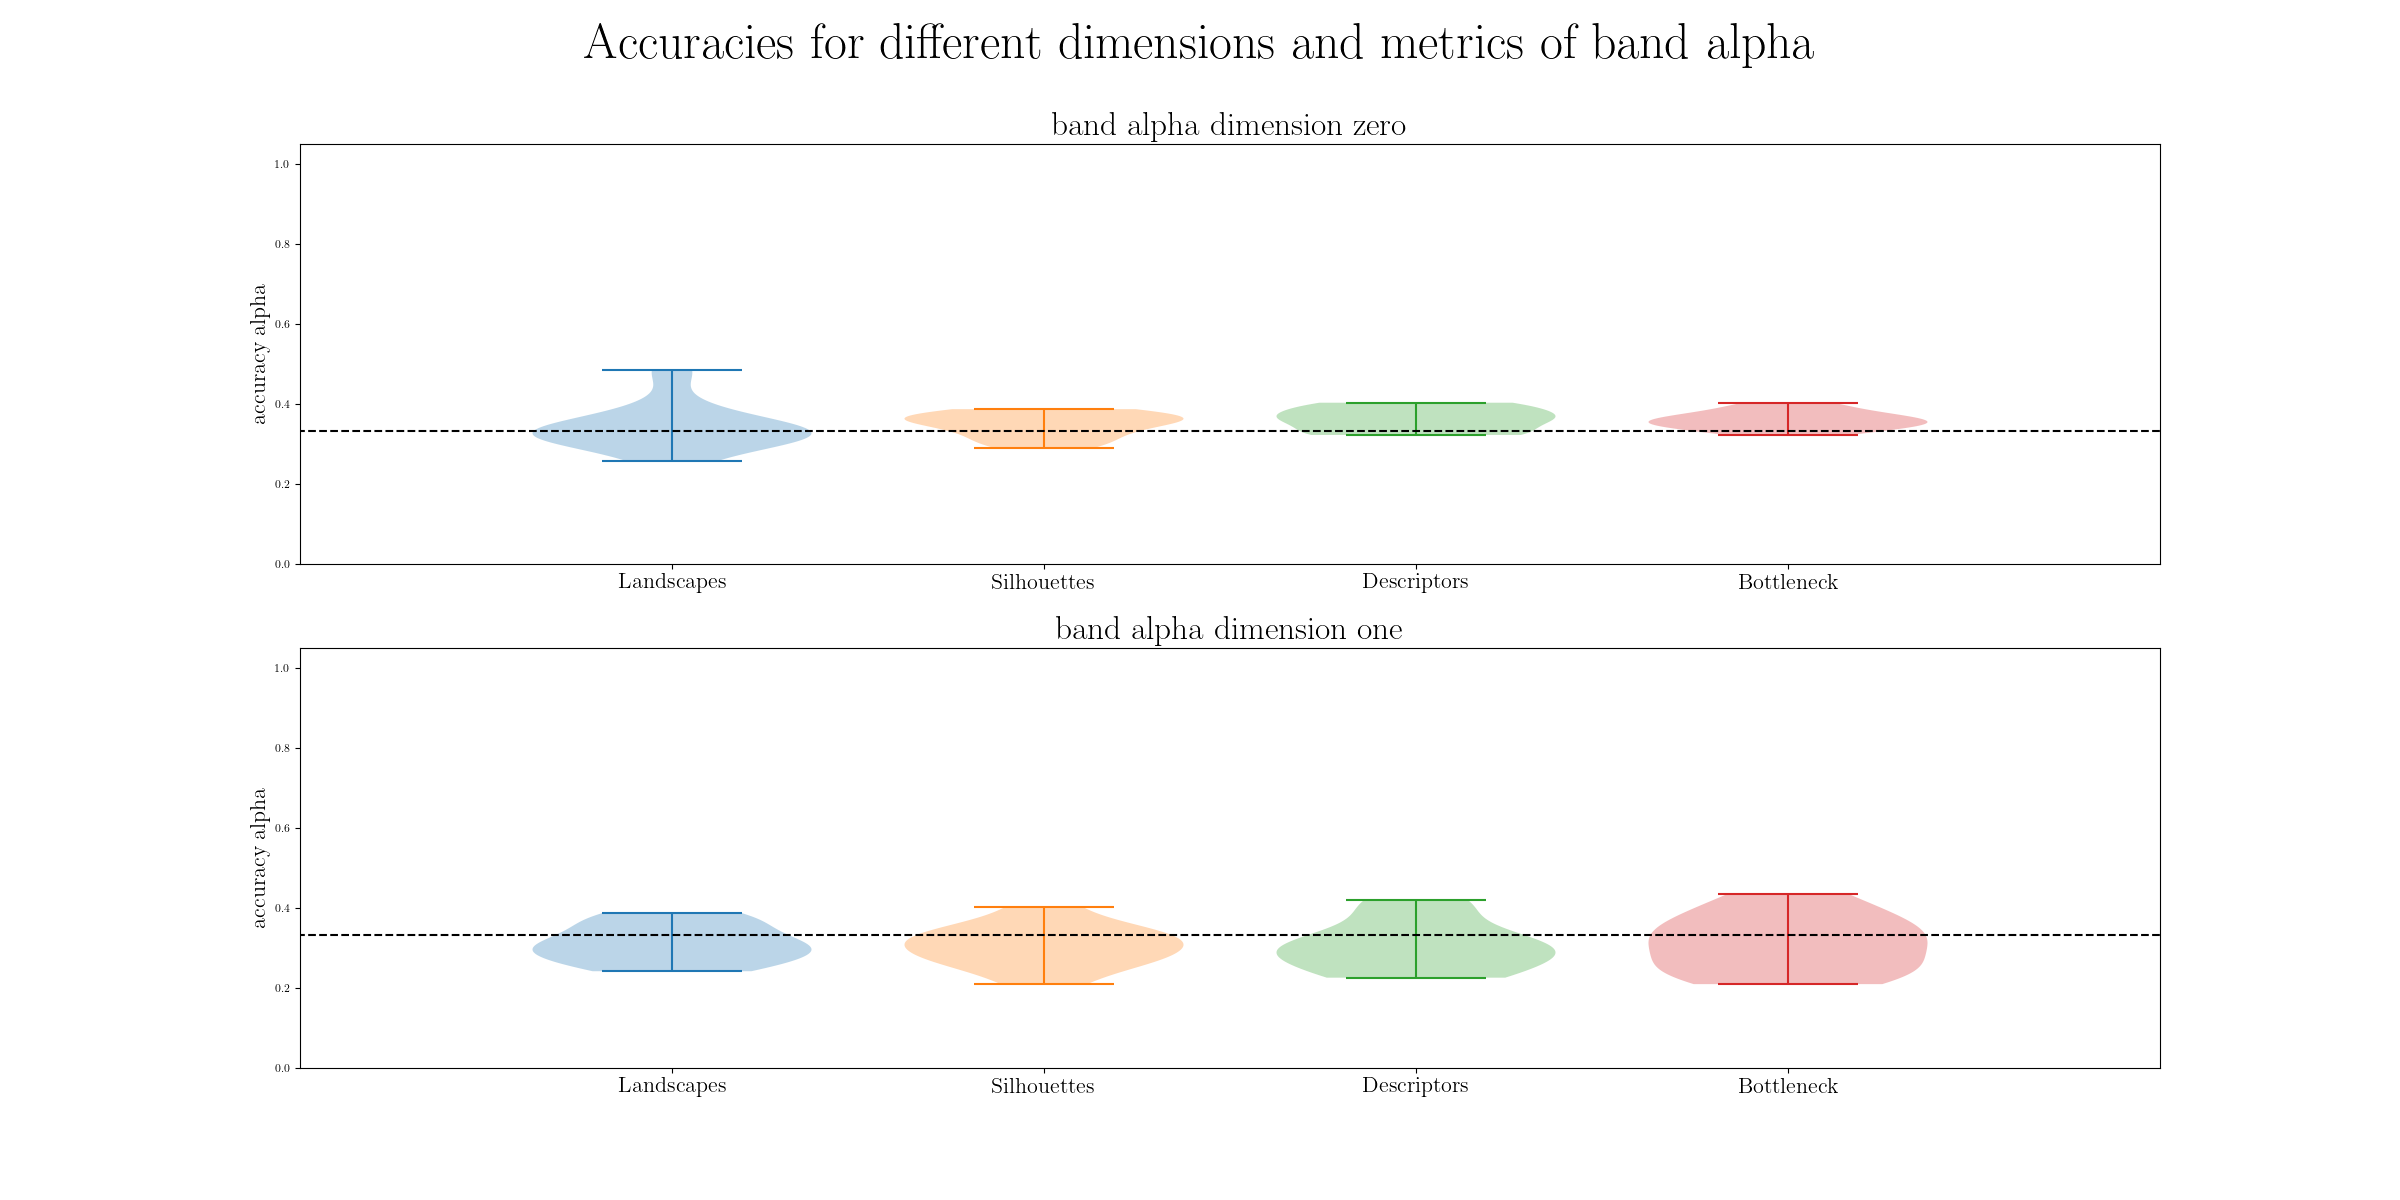 Accuracies for different dimensions and metrics of band alpha
band alpha dimension zero
accuracy alpha
1.0
0.8
0.6
0.4
0.2
0.0
Landscapes Silhouettes Descriptors Bottleneck
band alpha dimension one
accuracy alpha
1.0
0.8
0.6
0.4
0.2
0.0
Landscapes Silhouettes Descriptors Bottleneck